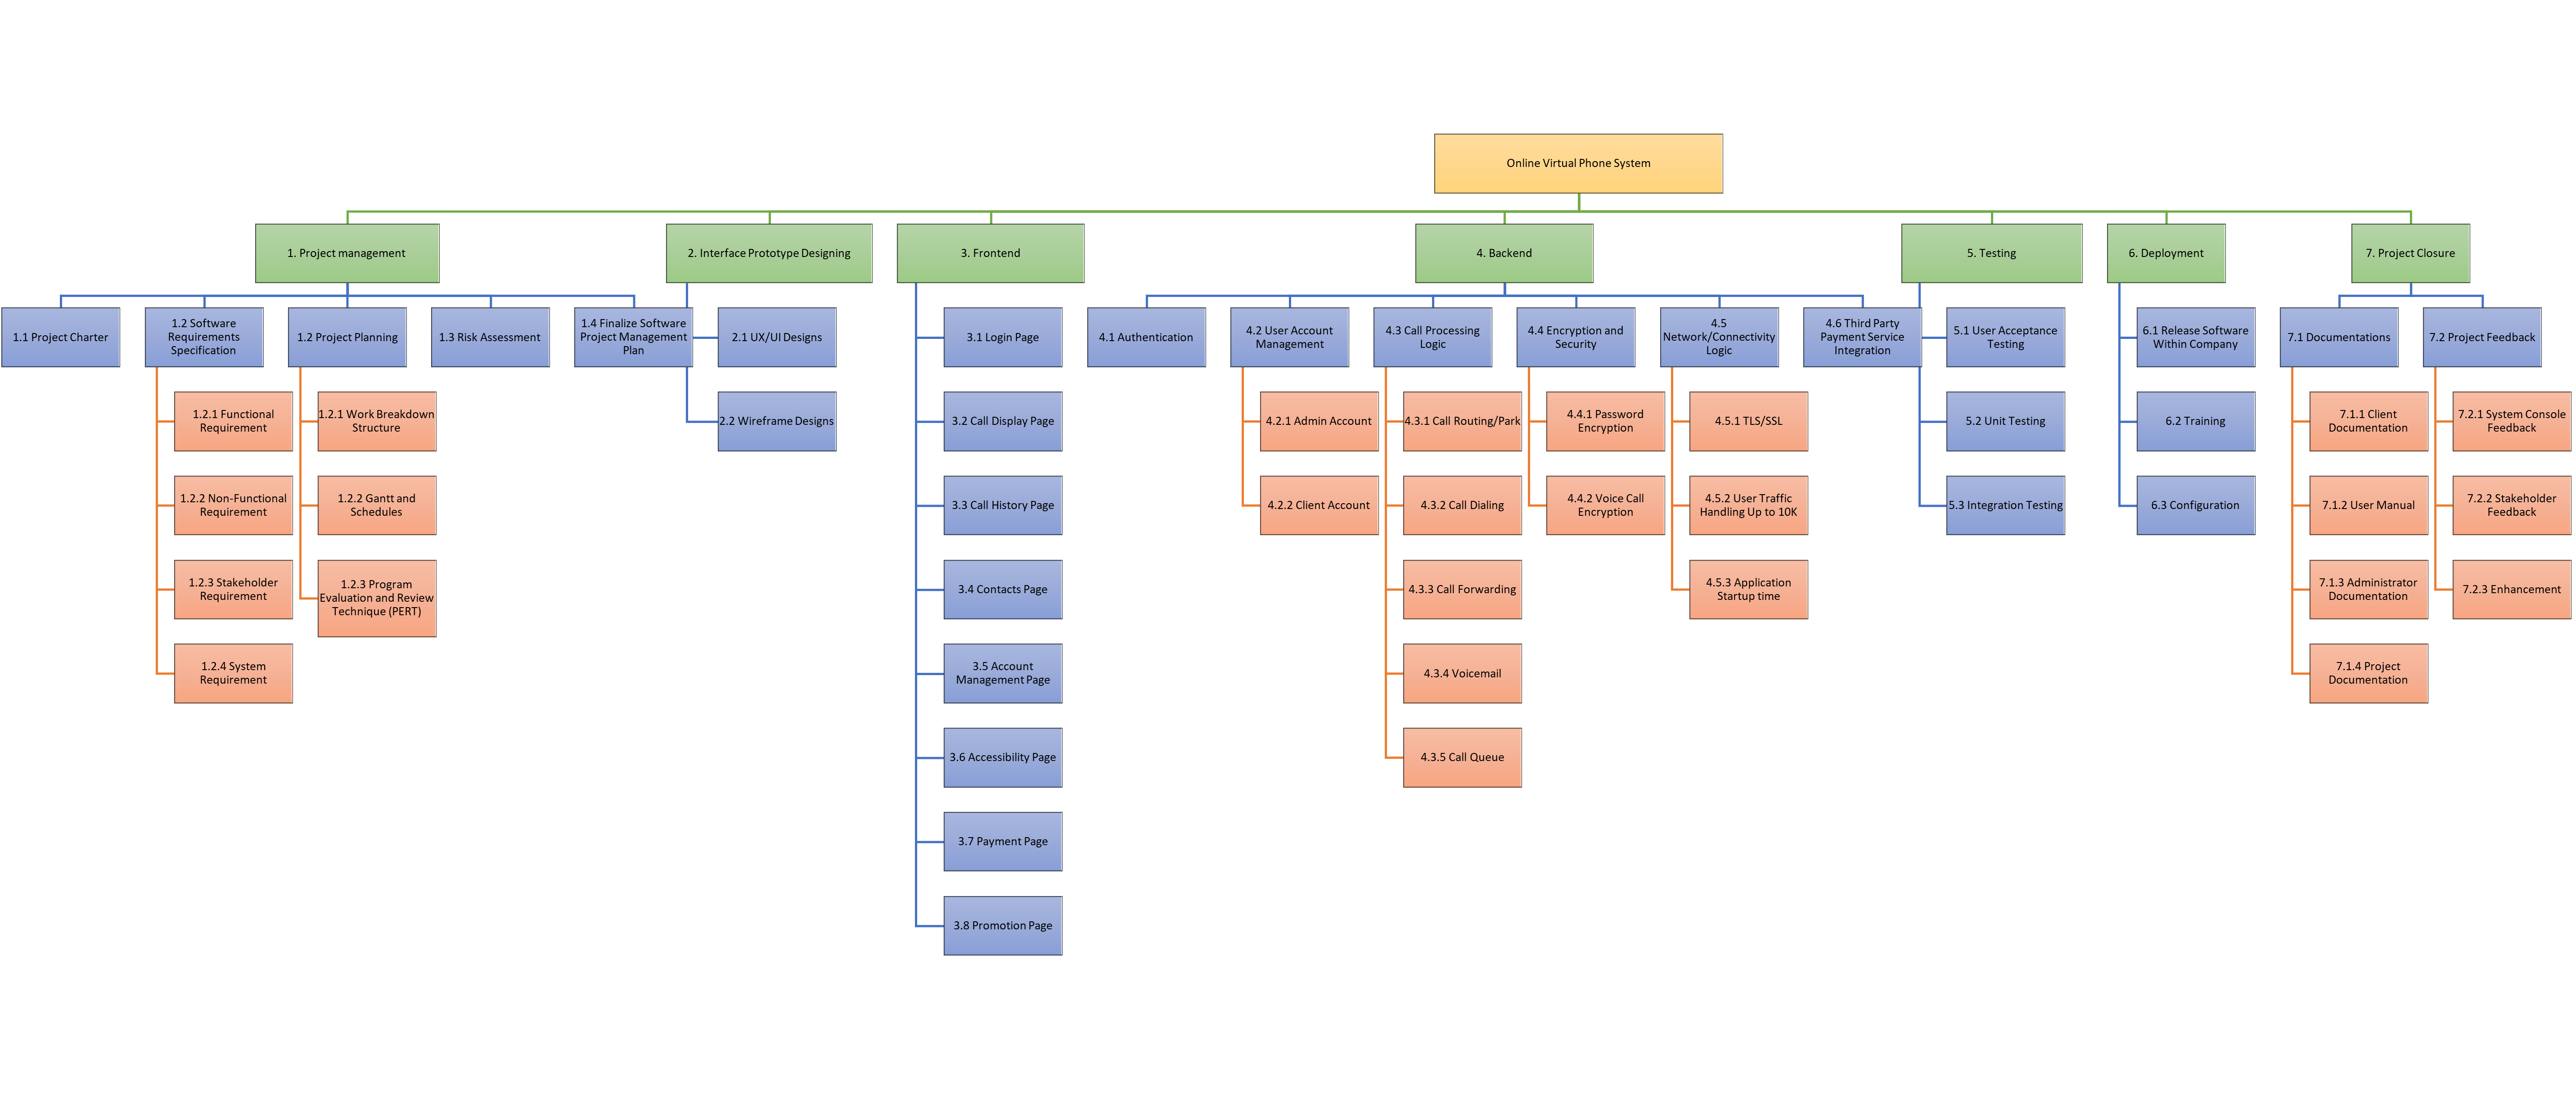 Online Virtual Phone System
1. Project management
2. Interface Prototype Designing
3. Frontend
4. Backend
5. Testing
6. Deployment
7. Project Closure
1.1 Project Charter
1.2 Software
Requirements
Specification
1.2 Project Planning
1.3 Risk Assessment
1.4 Finalize Software
Project Management
Plan
2.1 UX/UI Designs
3.1 Login Page
4.1 Authentication
4.2 User Account
Management
4.3 Call Processing
Logic
4.4 Encryption and
Security
4.5
Network/Connectivity
Logic
4.6 Third Party
Payment Service
Integration
5.1 User Acceptance
Testing
6.1 Release Software
Within Company
7.1 Documentations
7.2 Project Feedback
1.2.1 Functional
Requirement
1.2.1 Work Breakdown
Structure
2.2 Wireframe Designs
3.2 Call Display Page
4.2.1 Admin Account
4.3.1 Call Routing/Park
4.4.1 Password
Encryption
4.5.1 TLS/SSL
5.2 Unit Testing
6.2 Training
7.1.1 Client
Documentation
7.2.1 System Console
Feedback
1.2.2 Non-Functional
Requirement
1.2.2 Gantt and
Schedules
3.3 Call History Page
4.2.2 Client Account
4.3.2 Call Dialing
4.4.2 Voice Call
Encryption
4.5.2 User Traffic
Handling Up to 10K
5.3 Integration Testing
6.3 Configuration
7.1.2 User Manual
7.2.2 Stakeholder
Feedback
1.2.3 Stakeholder
Requirement
1.2.3 Program
Evaluation and Review
Technique (PERT)
3.4 Contacts Page
4.3.3 Call Forwarding
4.5.3 Application
Startup time
7.1.3 Administrator
Documentation
7.2.3 Enhancement
1.2.4 System
Requirement
3.5 Account
Management Page
4.3.4 Voicemail
7.1.4 Project
Documentation
3.6 Accessibility Page
4.3.5 Call Queue
3.7 Payment Page
3.8 Promotion Page